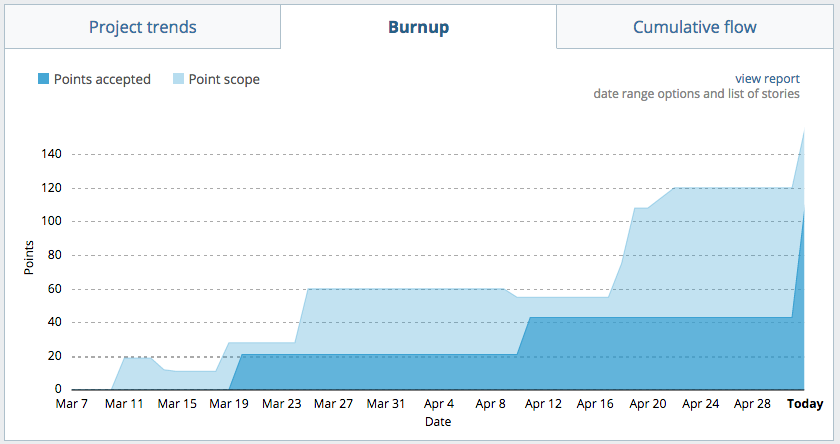 Project trends
Burnup
Cumulative flow
Points accepted
Point scope
view report
date range options and list of stories
140
120
100
80
60
40
20
0
Points
Mar 7 Mar 11 Mar 15 Mar 19 Mar 23 Mar 27 Mar 31 Apr 4 Apr 8 Apr 12 Apr 16 Apr 20 Apr 24 Apr 28 Today
Date